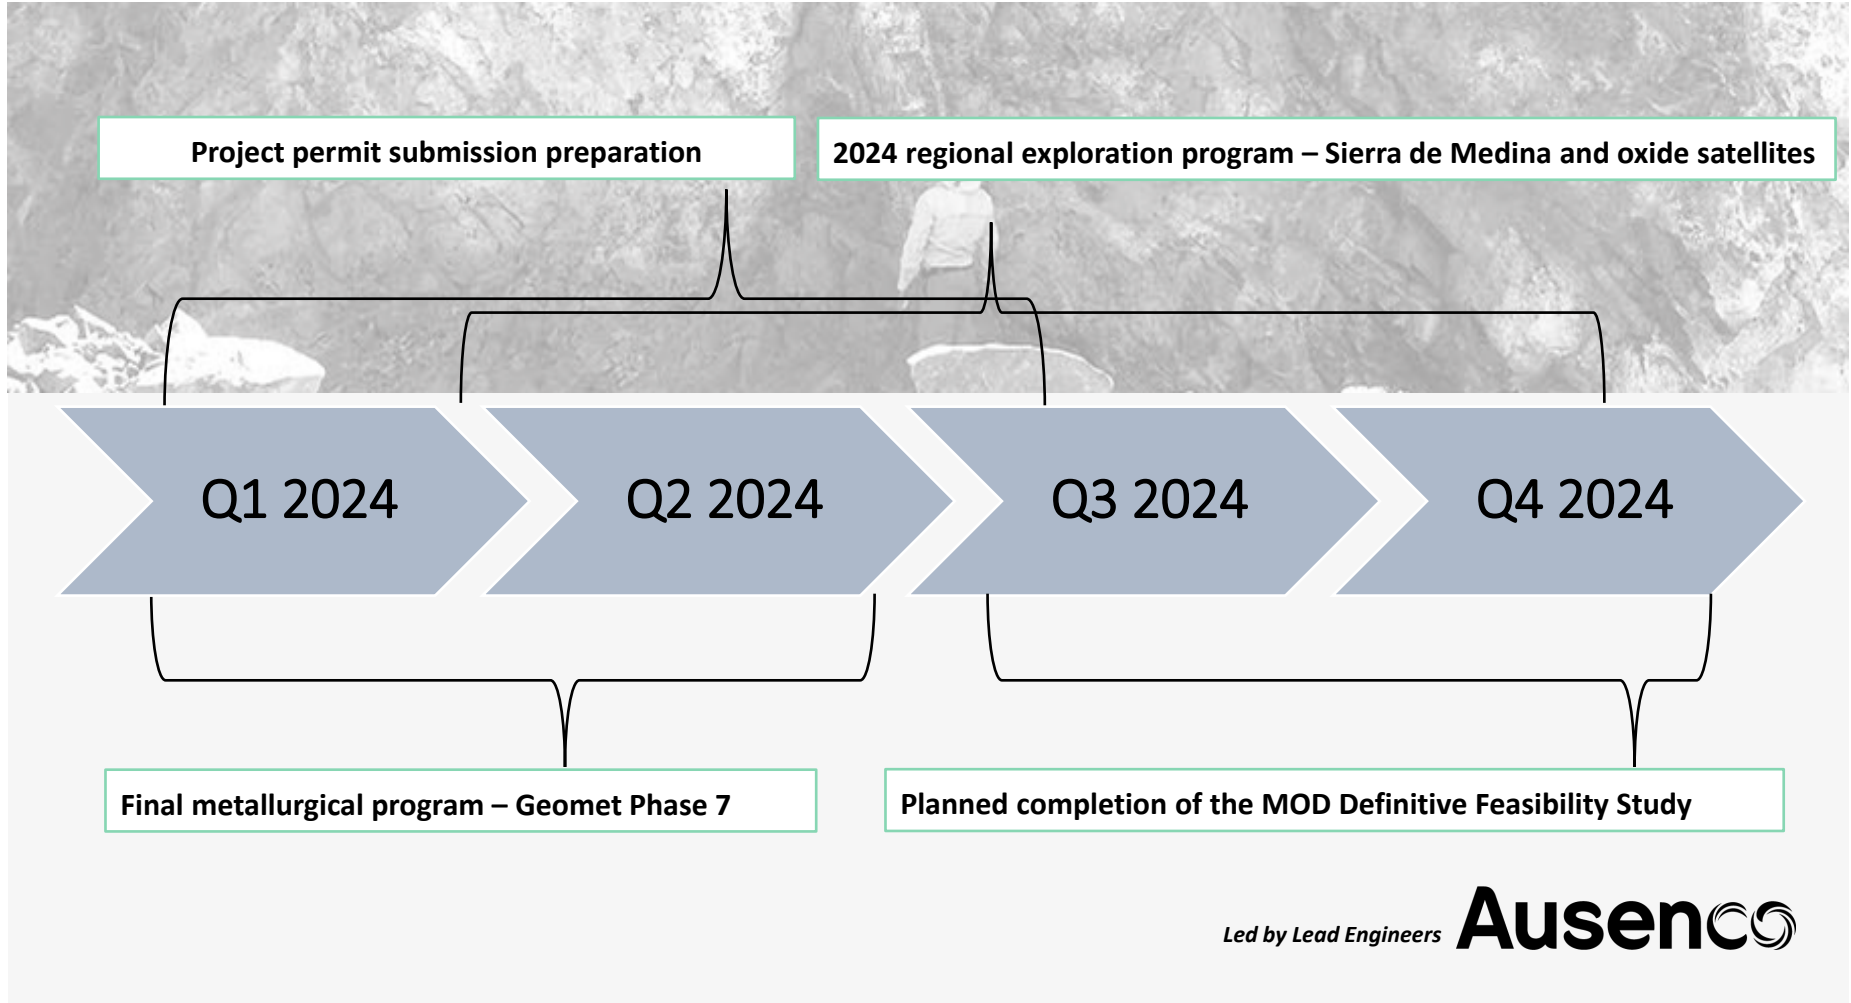 Project permit submission preparation
2024 regional exploration program – Sierra de Medina and oxide satellites
Q1 2024
Q2 2024
Q3 2024
Q4 2024
Final metallurgical program – Geomet Phase 7
Planned completion of the MOD Definitive Feasibility Study
Led by Lead Engineers Ausenco